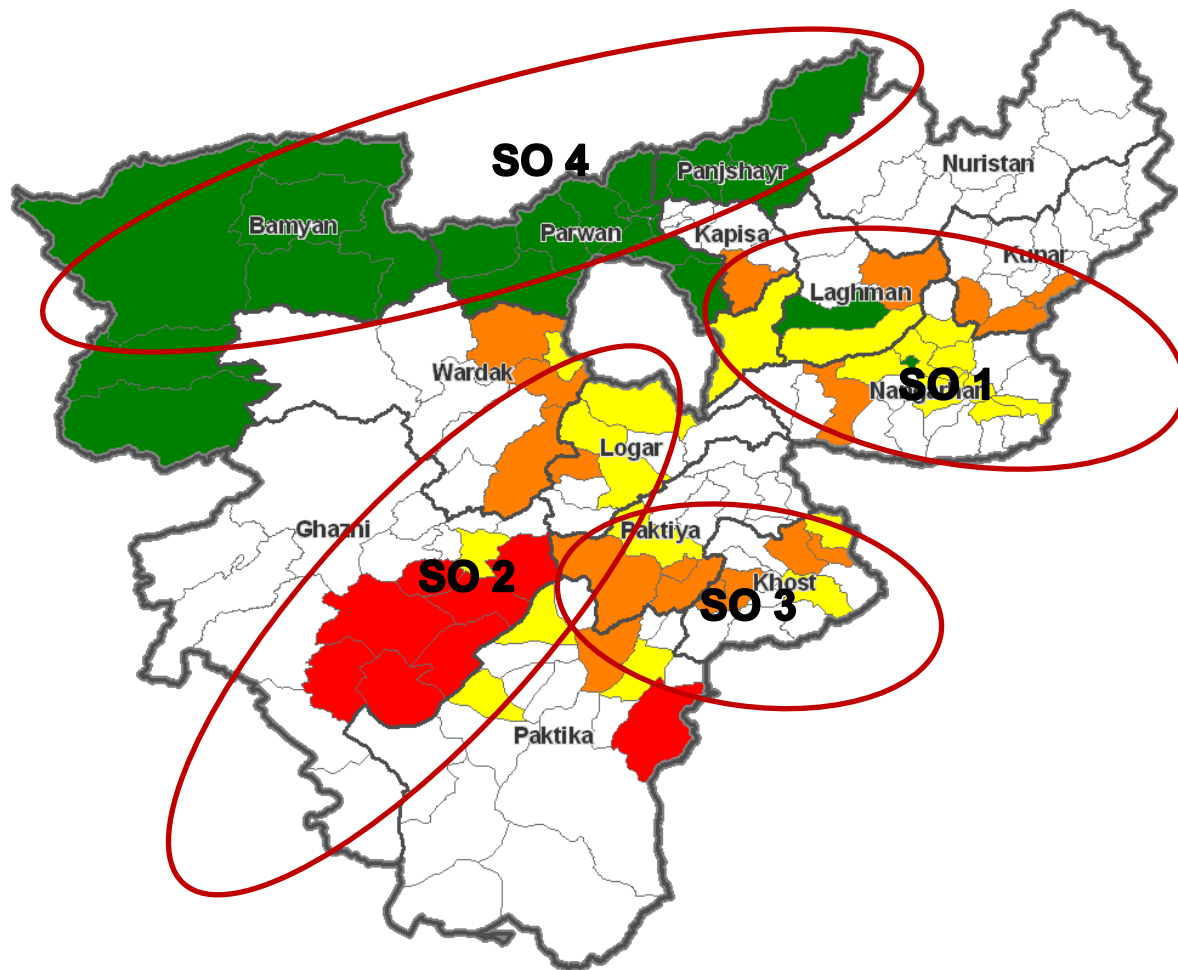 SO 4
Panjshayr
Nuristan
Bamyan
Parwan
Kapisa
Kunar
Laghman
Wardak
SO 1
Logar
Ghazni
Paktiya
SO 2
Khost
SO 3
Paktika